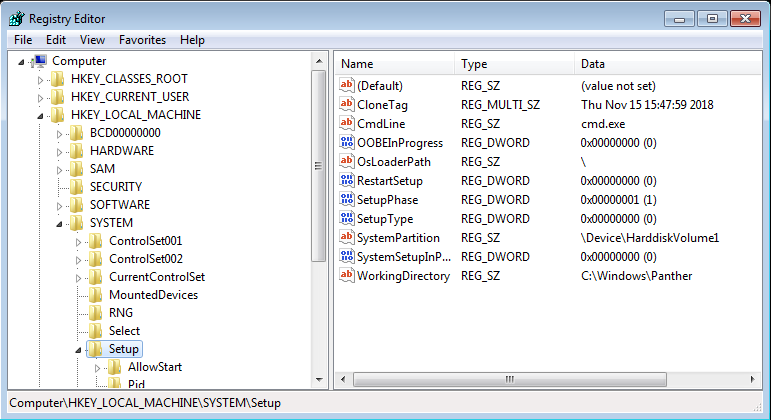 Registry Editor
File Edit View Favorites Help
Computer
HKEY_CLASSES_ROOT
HKEY_CURRENT_USER
HKEY_LOCAL_MACHINE
BCD00000000
HARDWARE
SAM
SECURITY
SOFTWARE
SYSTEM
ControlSet001
ControlSet002
CurrentControlSet
MountedDevices
RNG
Select
Setup
AllowStart
Pid
Name Type Data
(Default) REG_SZ (value not set)
CloneTag REG_MULTI_SZ Thu Nov 15 15:47:59 2018
CmdLine REG_SZ cmd.exe
OOBEInProgress REG_DWORD 0x00000000 (0)
OsLoaderPath REG_SZ \
RestartSetup REG_DWORD 0x00000000 (0)
SetupPhase REG_DWORD 0x00000001 (1)
SetupType REG_DWORD 0x00000000 (0)
SystemPartition REG_SZ \Device\HarddiskVolume1
SystemSetupInP... REG_DWORD 0x00000000 (0)
WorkingDirectory REG_SZ C:\Windows\Panther
Computer\HKEY_LOCAL_MACHINE\SYSTEM\Setup